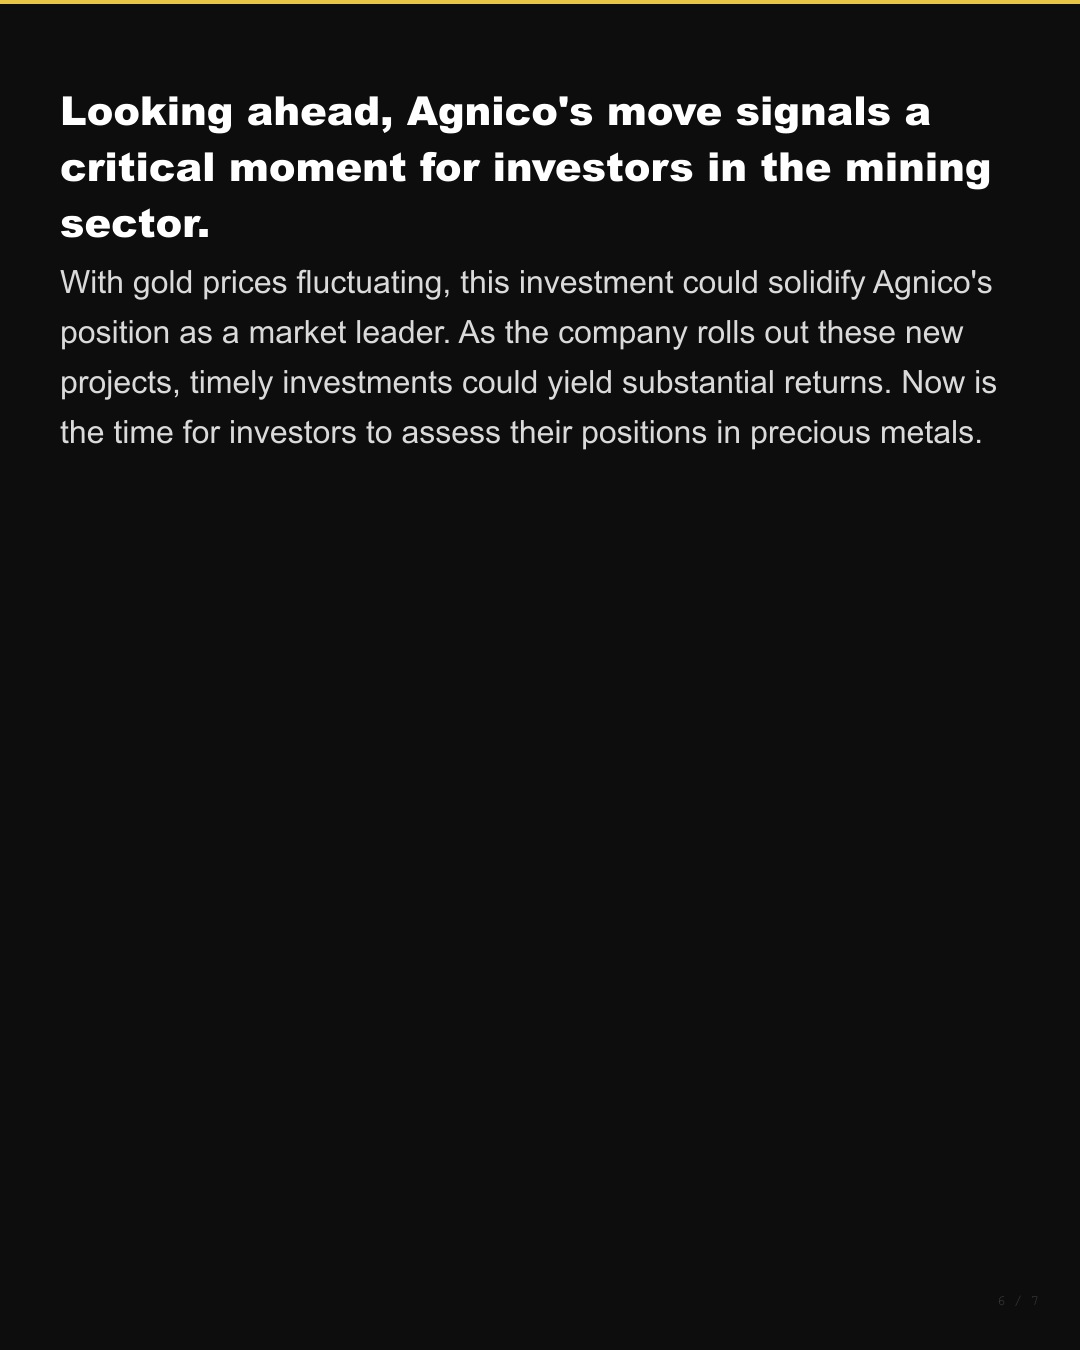 Looking ahead, Agnico's move signals a
critical moment for investors in the mining
sector.
With gold prices fluctuating, this investment could solidify Agnico's
position as a market leader. As the company rolls out these new
projects, timely investments could yield substantial returns. Now is
the time for investors to assess their positions in precious metals.
6 / 7